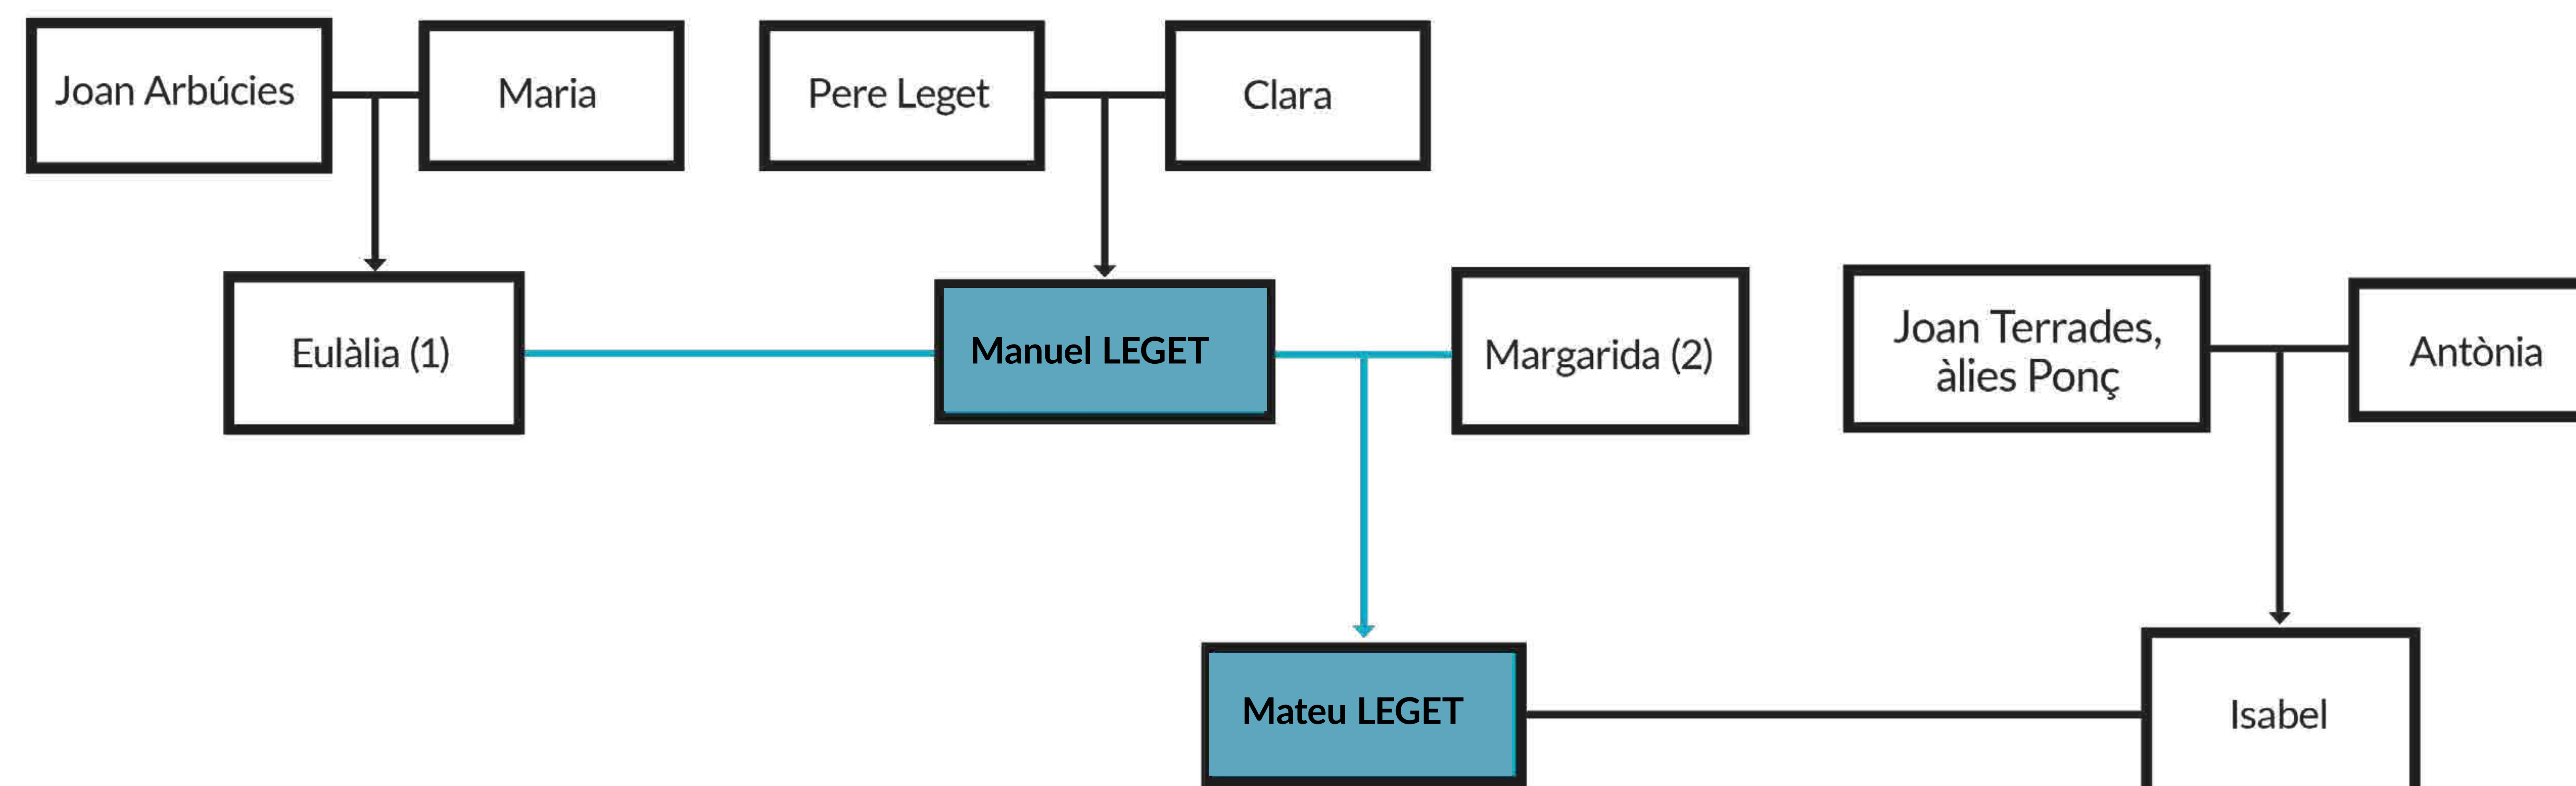 Joan Arbúcies
Maria
Pere Leget
Clara
Eulàlia (1)
Manuel LEGET
Margarida (2)
Joan Terrades,
àlies Ponç
Antònia
Mateu LEGET
Isabel